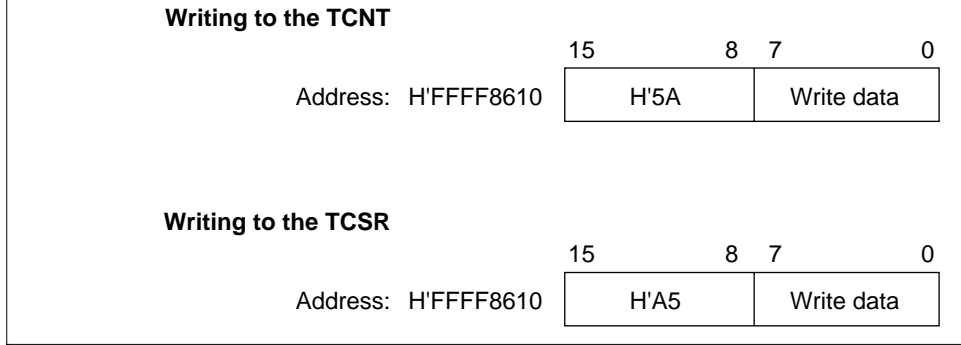 Writing to the TCNT
15 8 7 0
Address: H'FFFF8610 H'5A Write data
Writing to the TCSR
15 8 7 0
Address: H'FFFF8610 H'A5 Write data